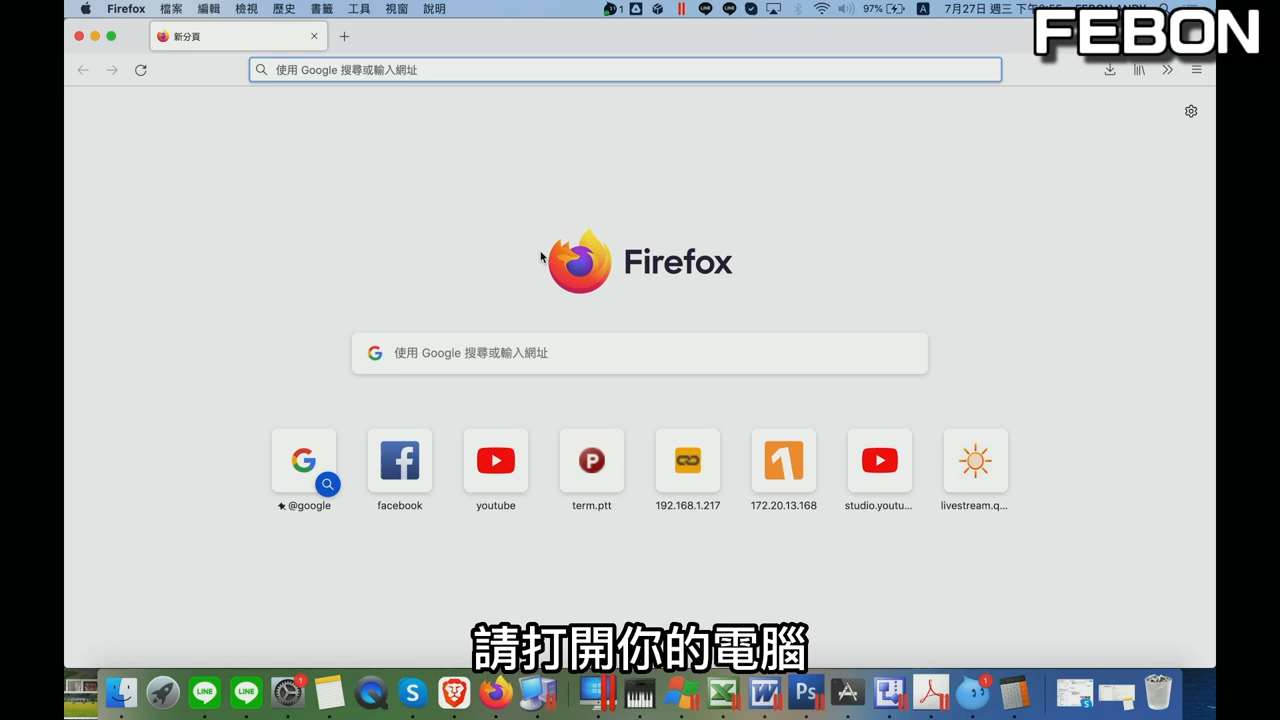 Firefox 檔案 編輯 檢視 歷史 書籤 工具 視窗 說明
1 97% A 7月27日 週三
FEBON
新分頁
使用 Google 搜尋或輸入網址
Firefox
使用 Google 搜尋或輸入網址
@google facebook youtube term.ptt 192.168.1.217 172.20.13.168 studio.youtu... livestream.q...
請打開你的電腦